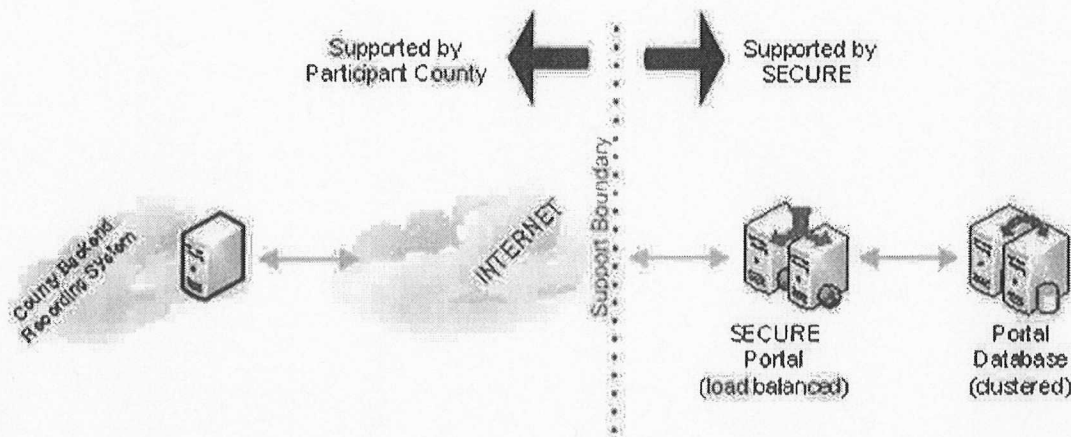 Supported by
Participant County
Supported by
SECURE
County Backend
Recording System
INTERNET
Support Boundary
SECURE
Portal
(load balanced)
Portal
Database
(clustered)